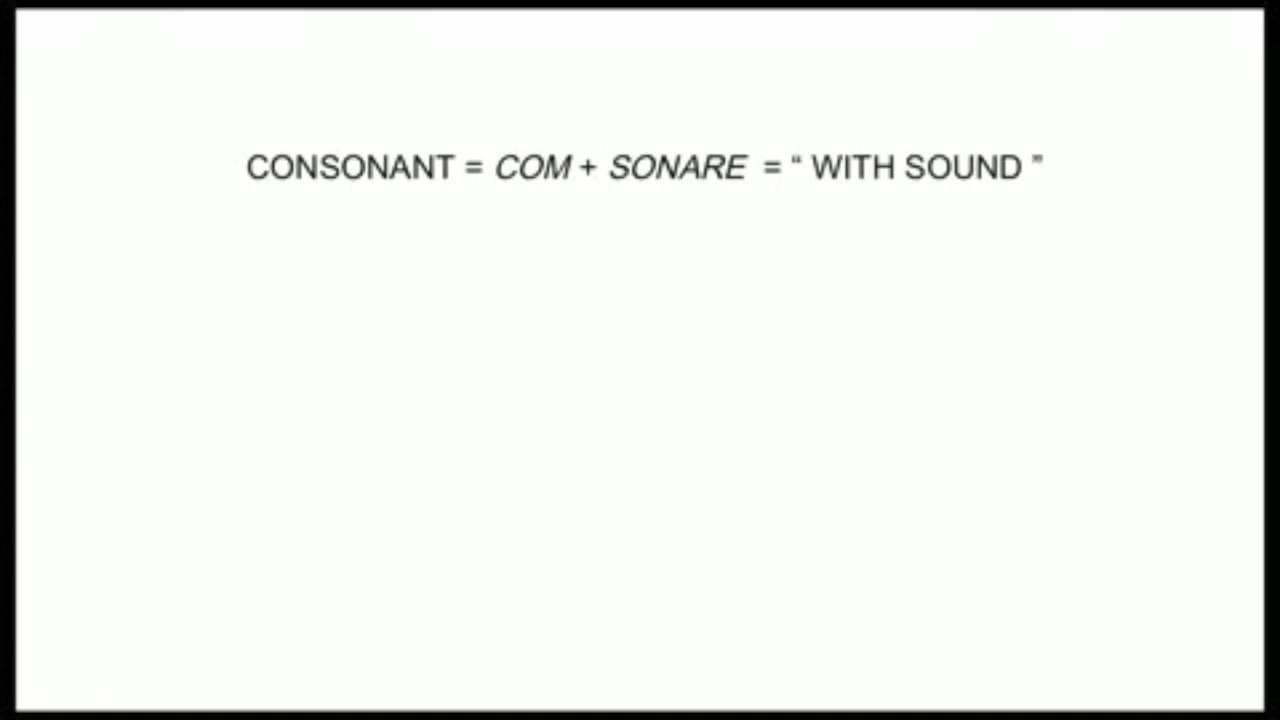 CONSONANT = COM + SONARE = “ WITH SOUND ”